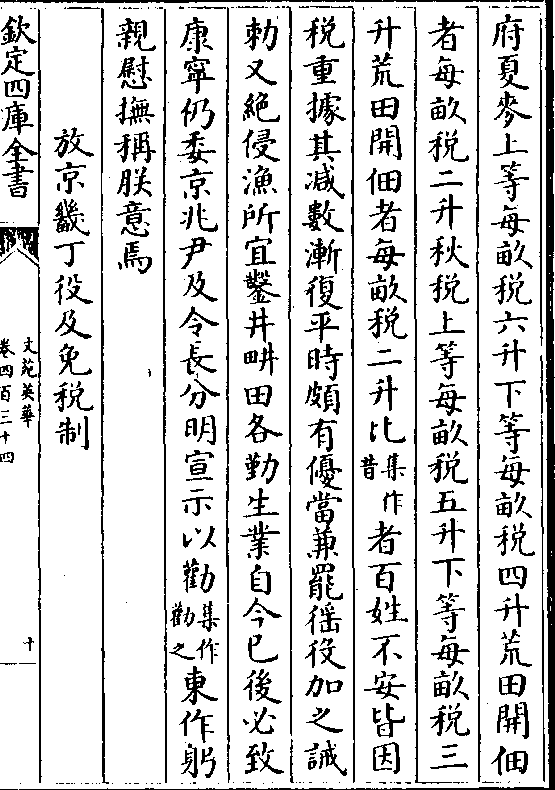 府夏麥上等每畝稅六升下等每畝稅四升荒田開佃
者每畝稅二升秋稅上等每畝稅五升下等每畝稅三
升荒田開佃者每畝稅二升比集作昔者百姓不安皆因
稅重據其減數漸復平時頗有優當兼罷徭役加之誡
勅又絶侵漁所宜鑿井畊田各勤生業自今已後必致
康寧仍委京兆尹及令長分明宣示以勸集作勸之東作躬
親慰撫稱朕意焉
放京畿丁役及免稅制
欽定四庫全書
文苑英華
卷四百三十四
十